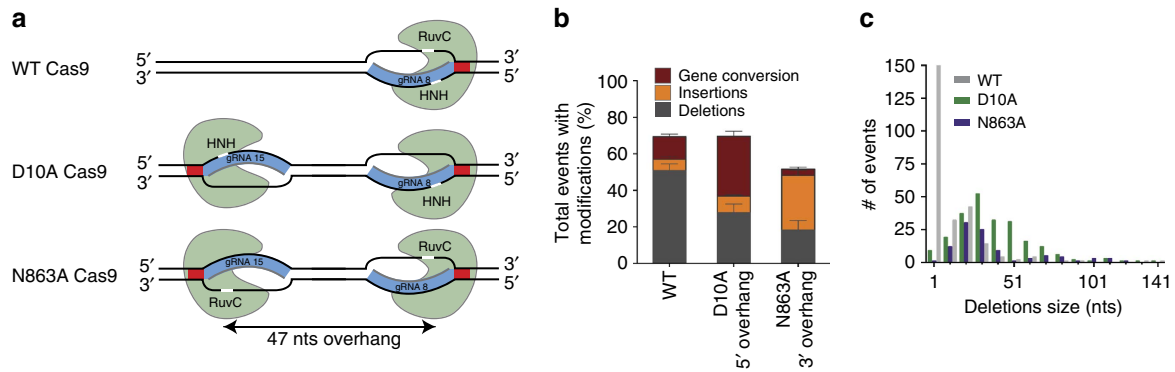 a
WT Cas9
5′
3′
RuvC
gRNA 8
HNH
3′
5′
D10A Cas9
5′
3′
HNH
gRNA 15
gRNA 8
HNH
3′
5′
N863A Cas9
5′
3′
gRNA 15
RuvC
RuvC
gRNA 8
3′
5′
47 nts overhang
b
Total events with
modifications (%)
100
80
60
40
20
0
Gene conversion
Insertions
Deletions
WT
D10A
5′ overhang
N863A
3′ overhang
c
# of events
150
125
100
75
50
25
0
WT
D10A
N863A
1
51
101
141
Deletions size (nts)